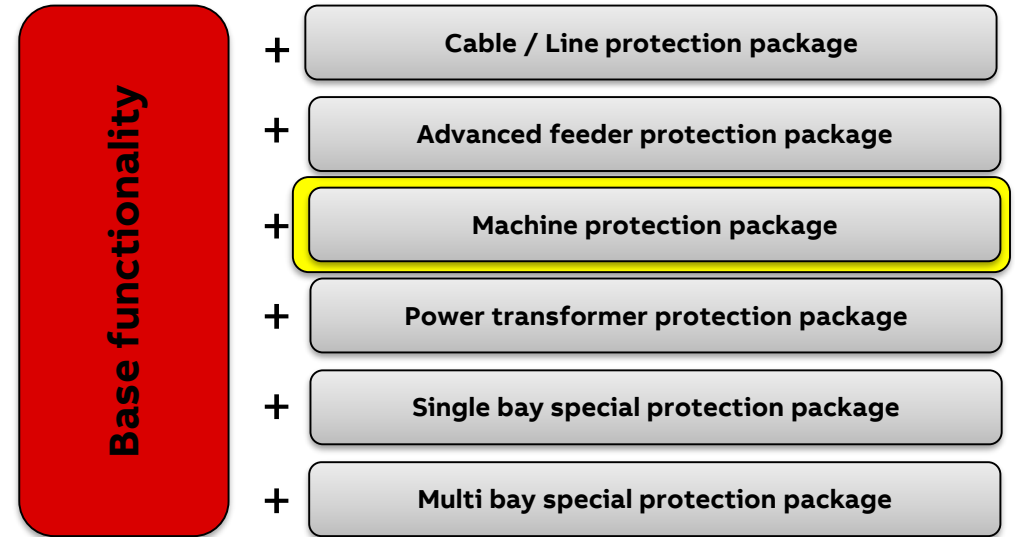 Base functionality
+ Cable / Line protection package
+ Advanced feeder protection package
+ Machine protection package
+ Power transformer protection package
+ Single bay special protection package
+ Multi bay special protection package